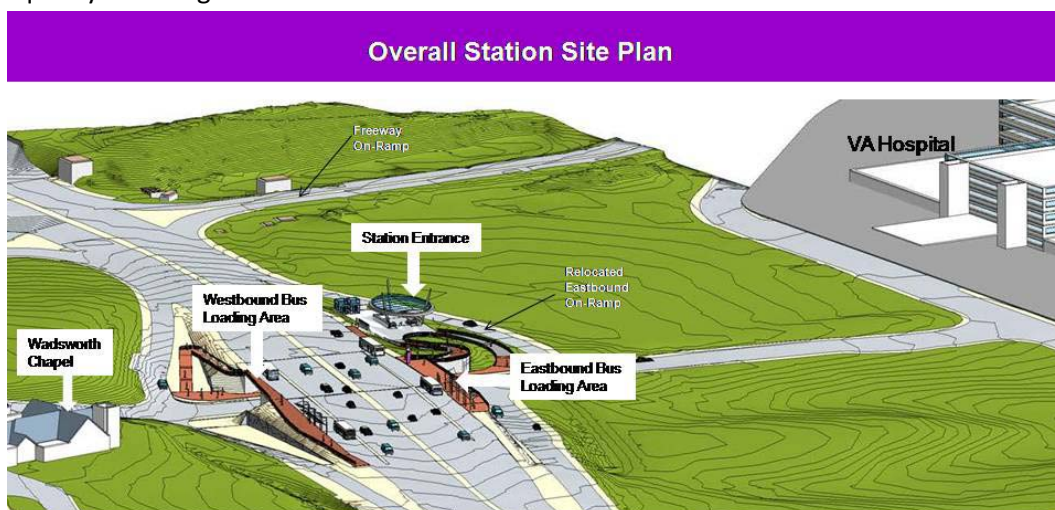 Overall Station Site Plan
Freeway
On-Ramp
VA Hospital
Station Entrance
Relocated
Eastbound
On-Ramp
Westbound Bus
Loading Area
Wadsworth
Chapel
Eastbound Bus
Loading Area